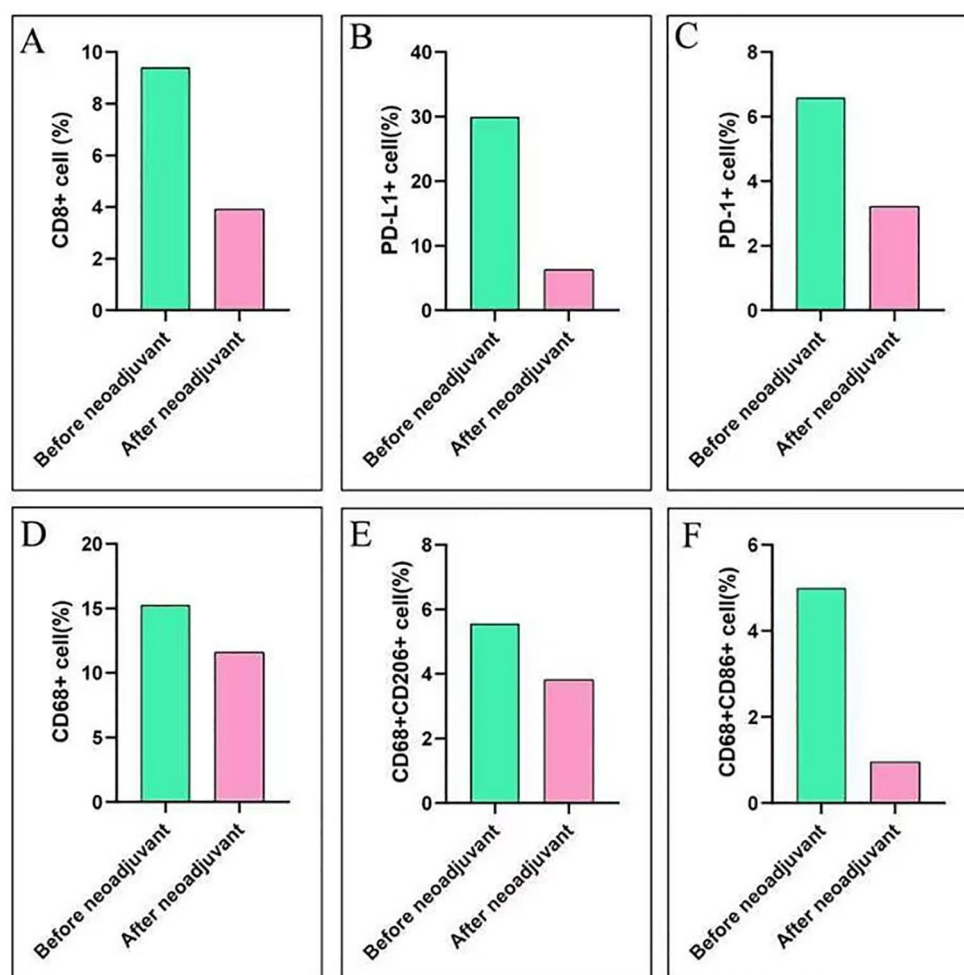 A
CD8+ cell (%)
10
8
6
4
2
0
Before neoadjuvant
After neoadjuvant
B
PD-L1+ cell(%)
40
30
20
10
0
Before neoadjuvant
After neoadjuvant
C
PD-1+ cell(%)
8
6
4
2
0
Before neoadjuvant
After neoadjuvant
D
CD68+ cell(%)
20
15
10
5
0
Before neoadjuvant
After neoadjuvant
E
CD68+CD206+ cell(%)
8
6
4
2
0
Before neoadjuvant
After neoadjuvant
F
CD68+CD86+ cell(%)
6
4
2
0
Before neoadjuvant
After neoadjuvant